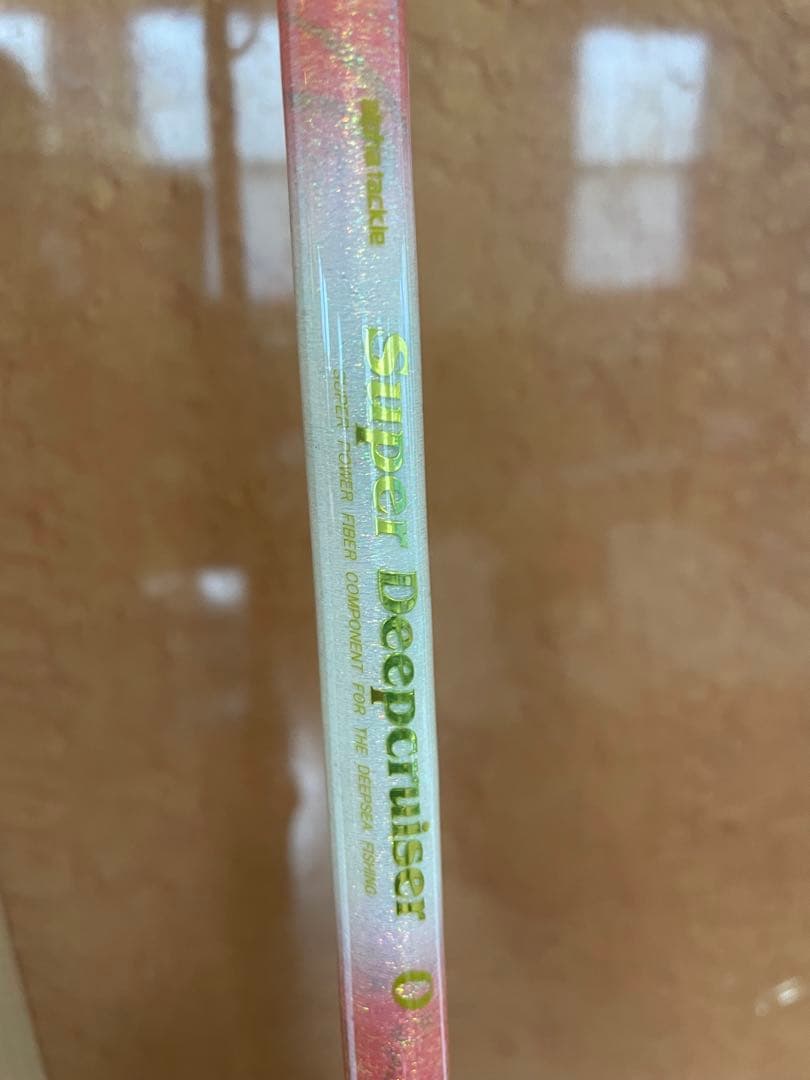 alpha tackle
Super Deepcruiser 0
SUPER POWER FIBER COMPONENT FOR THE DEEPSEA FISHING